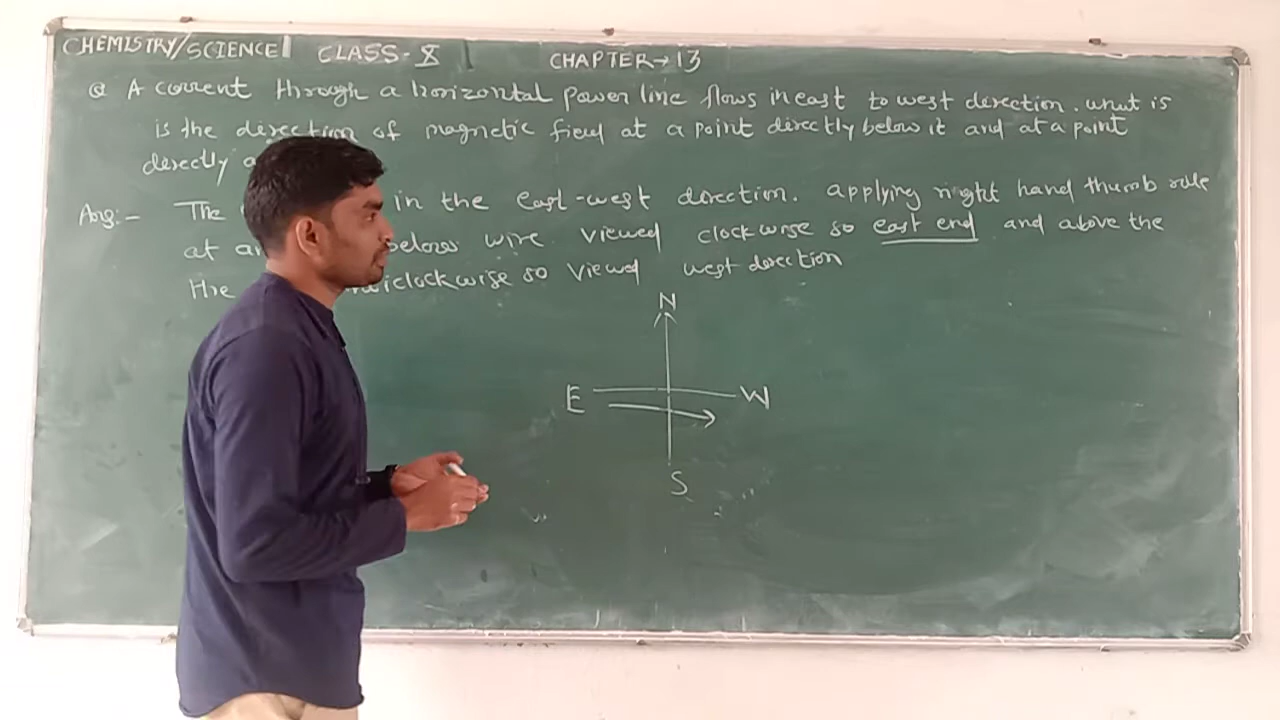 CHEMISTRY/SCIENCE | CLASS-X | CHAPTER→13
Q A current through a horizontal power line flows in east to west direction. what is
is the direction of magnetic field at a point directly below it and at a point
directly a
Ans:- The in the east-west direction. applying right hand thumb rule
at an below wire viewed clockwise so east end and above the
the iclockwise so viewed west direction
N
E W
S